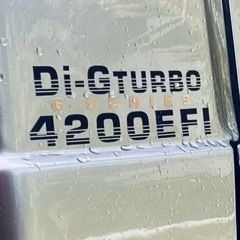 Di-GTURBO
G SERIES
4200EFI